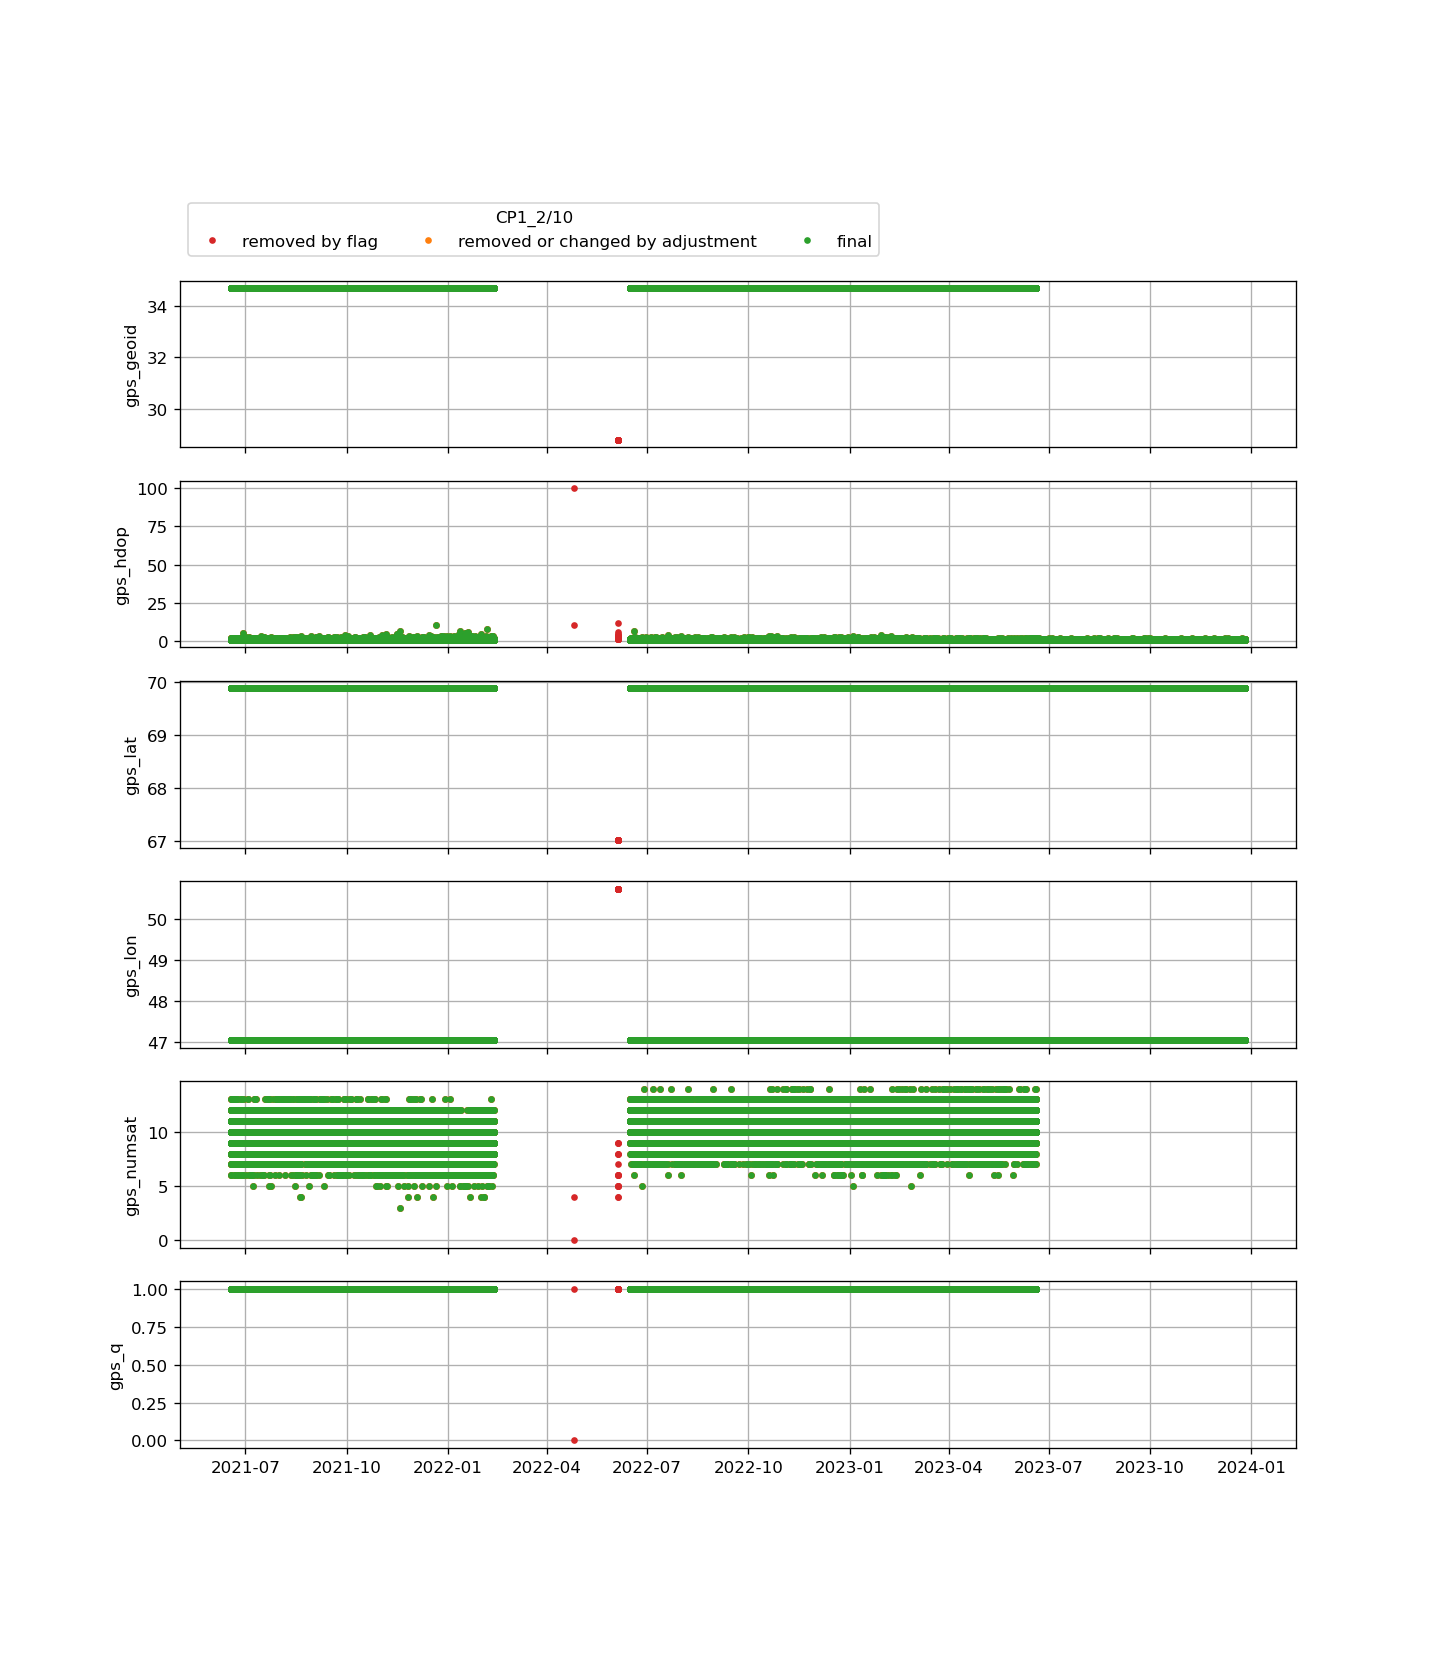 CP1_2/10
removed by flag removed or changed by adjustment final
34
32
30
gps_geoid
100
75
50
25
0
gps_hdop
70
69
68
67
gps_lat
50
49
48
47
gps_lon
10
5
0
gps_numsat
1.00
0.75
0.50
0.25
0.00
gps_q
2021-07 2021-10 2022-01 2022-04 2022-07 2022-10 2023-01 2023-04 2023-07 2023-10 2024-01